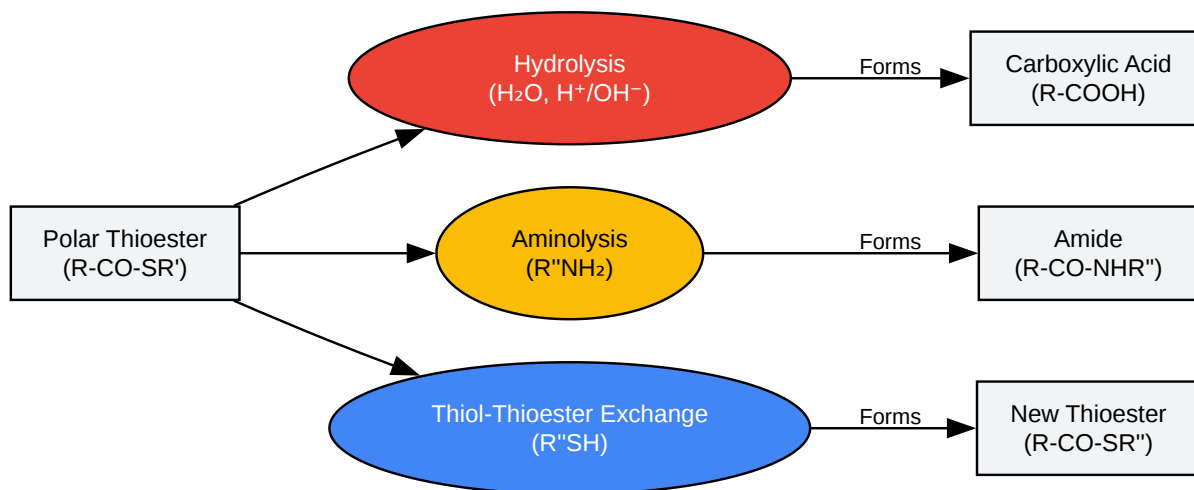 Hydrolysis
(H₂O, H⁺/OH⁻)
Forms
Carboxylic Acid
(R-COOH)
Polar Thioester
(R-CO-SR')
Aminolysis
(R''NH₂)
Forms
Amide
(R-CO-NHR'')
Thiol-Thioester Exchange
(R''SH)
Forms
New Thioester
(R-CO-SR'')